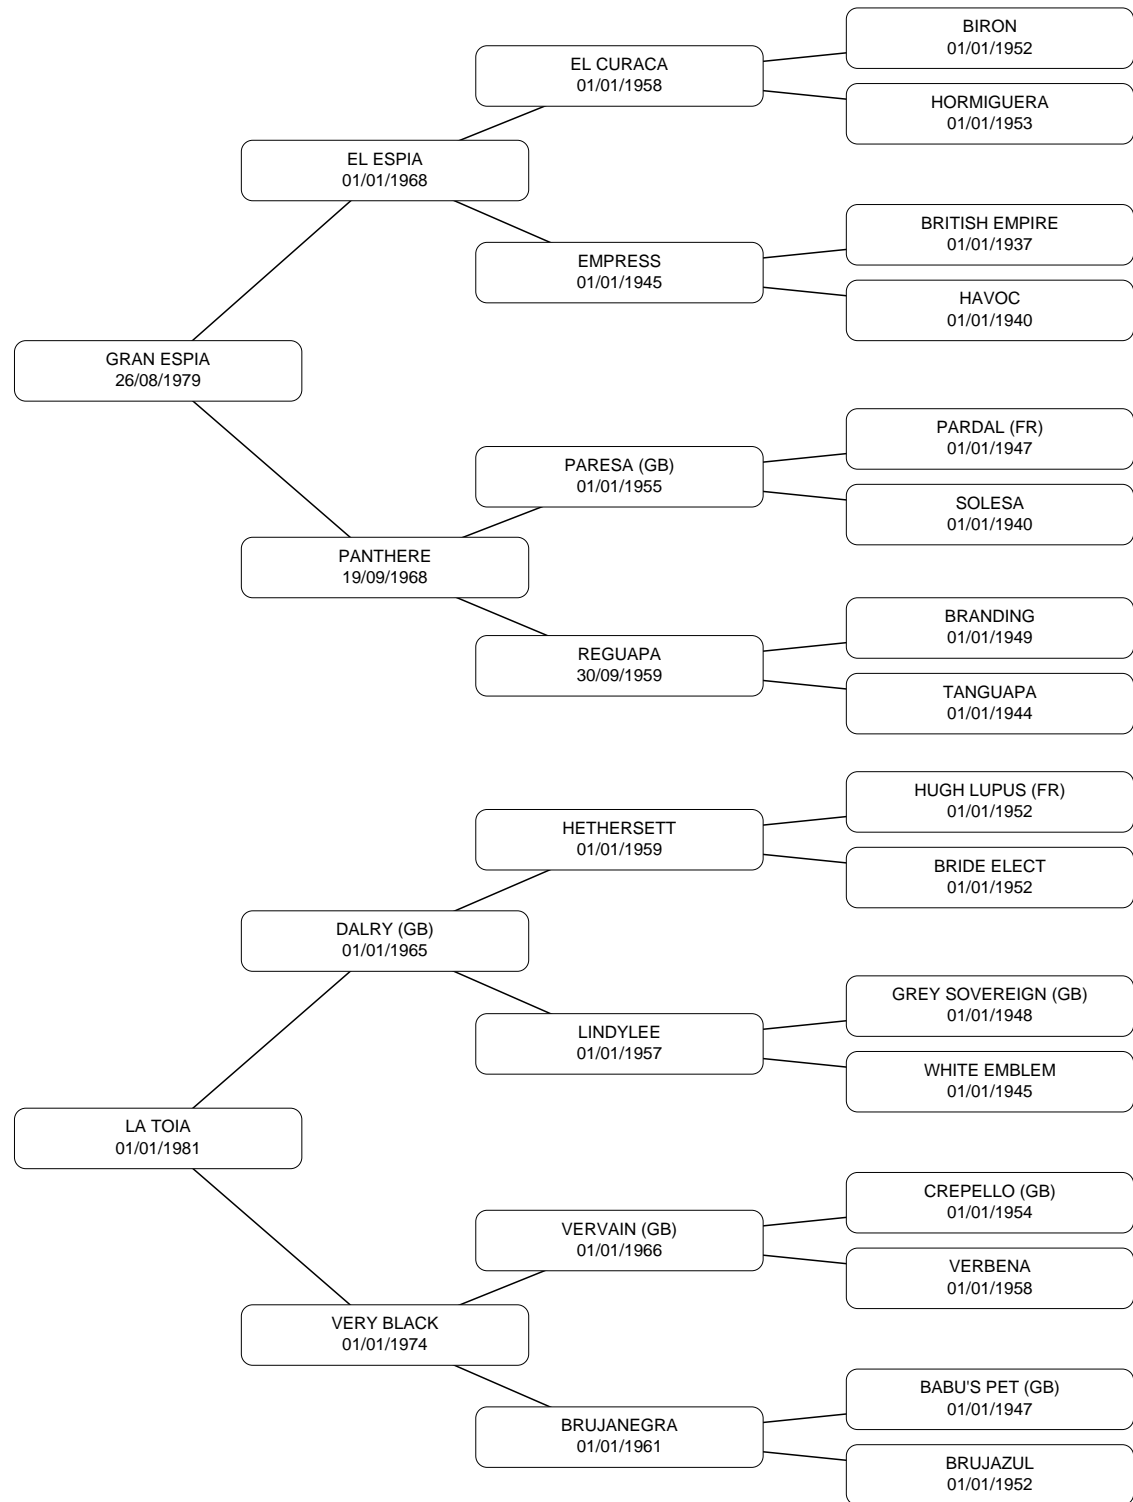 BIRON
01/01/1952
EL CURACA
01/01/1958
HORMIGUERA
01/01/1953
EL ESPIA
01/01/1968
BRITISH EMPIRE
01/01/1937
EMPRESS
01/01/1945
HAVOC
01/01/1940
GRAN ESPIA
26/08/1979
PARDAL (FR)
01/01/1947
PARESA (GB)
01/01/1955
SOLESA
01/01/1940
PANTHERE
19/09/1968
BRANDING
01/01/1949
REGUAPA
30/09/1959
TANGUAPA
01/01/1944
HUGH LUPUS (FR)
01/01/1952
HETHERSETT
01/01/1959
BRIDE ELECT
01/01/1952
DALRY (GB)
01/01/1965
GREY SOVEREIGN (GB)
01/01/1948
LINDYLEE
01/01/1957
WHITE EMBLEM
01/01/1945
LA TOIA
01/01/1981
CREPELLO (GB)
01/01/1954
VERVAIN (GB)
01/01/1966
VERBENA
01/01/1958
VERY BLACK
01/01/1974
BABU'S PET (GB)
01/01/1947
BRUJANEGRA
01/01/1961
BRUJAZUL
01/01/1952